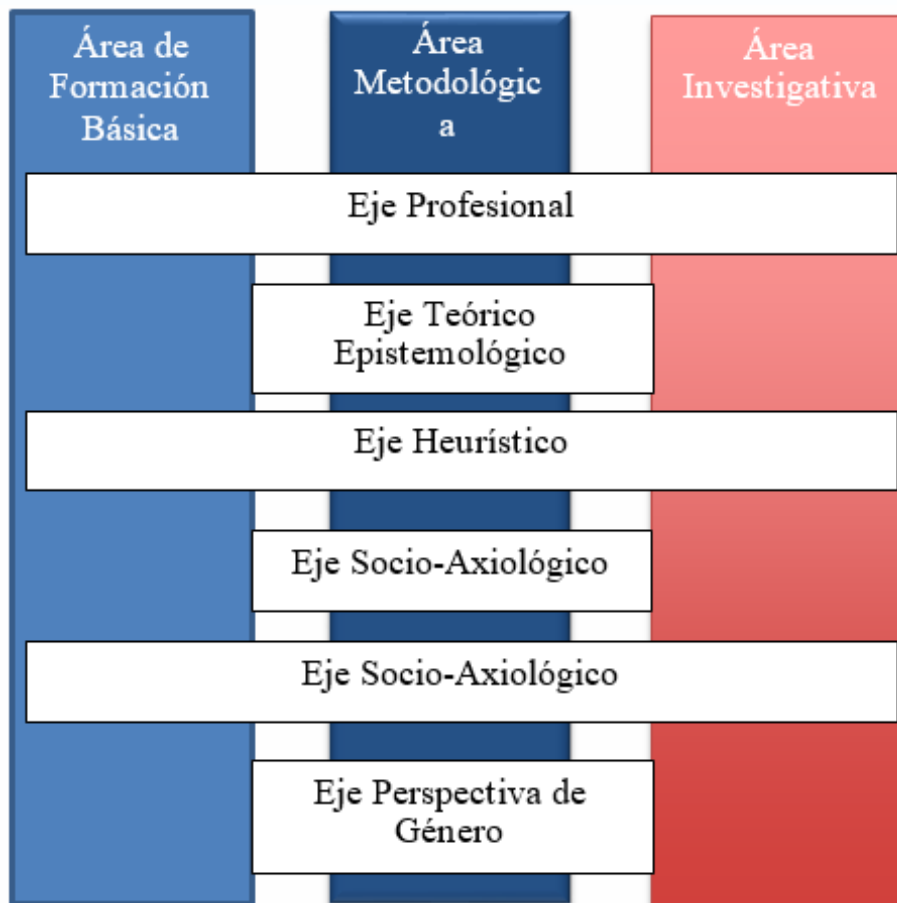 Área de
Formación
Básica
Área
Metodológic
a
Área
Investigativa
Eje Profesional
Eje Teórico
Epistemológico
Eje Heurístico
Eje Socio-Axiológico
Eje Socio-Axiológico
Eje Perspectiva de
Género